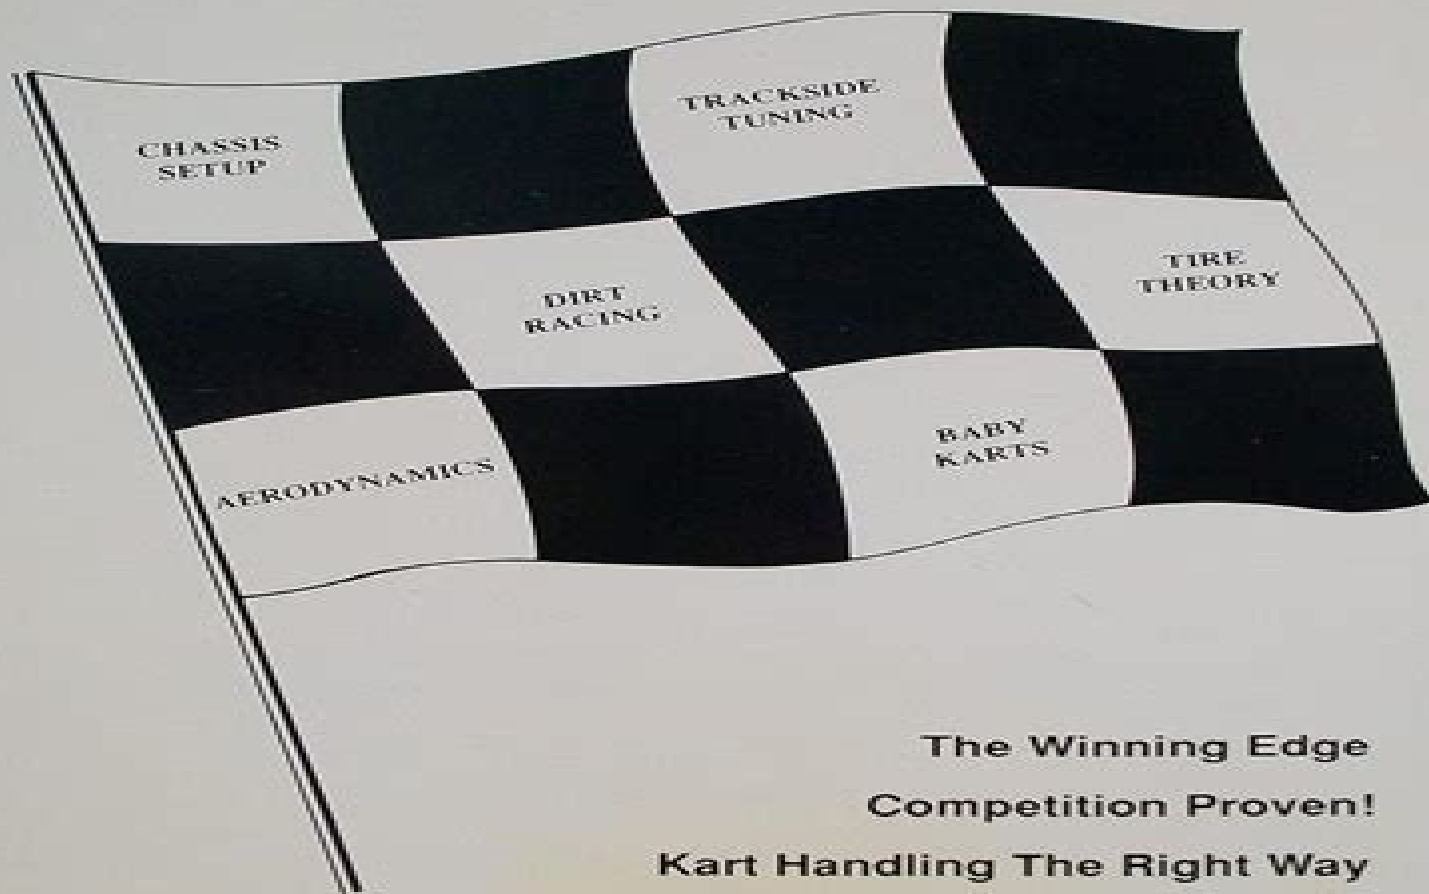 CHASSIS
SETUP
TRACKSIDE
TUNING
DIRT
RACING
TIRE
THEORY
AERODYNAMICS
BABY
KARTS
The Winning Edge
Competition Proven!
Kart Handling The Right Way